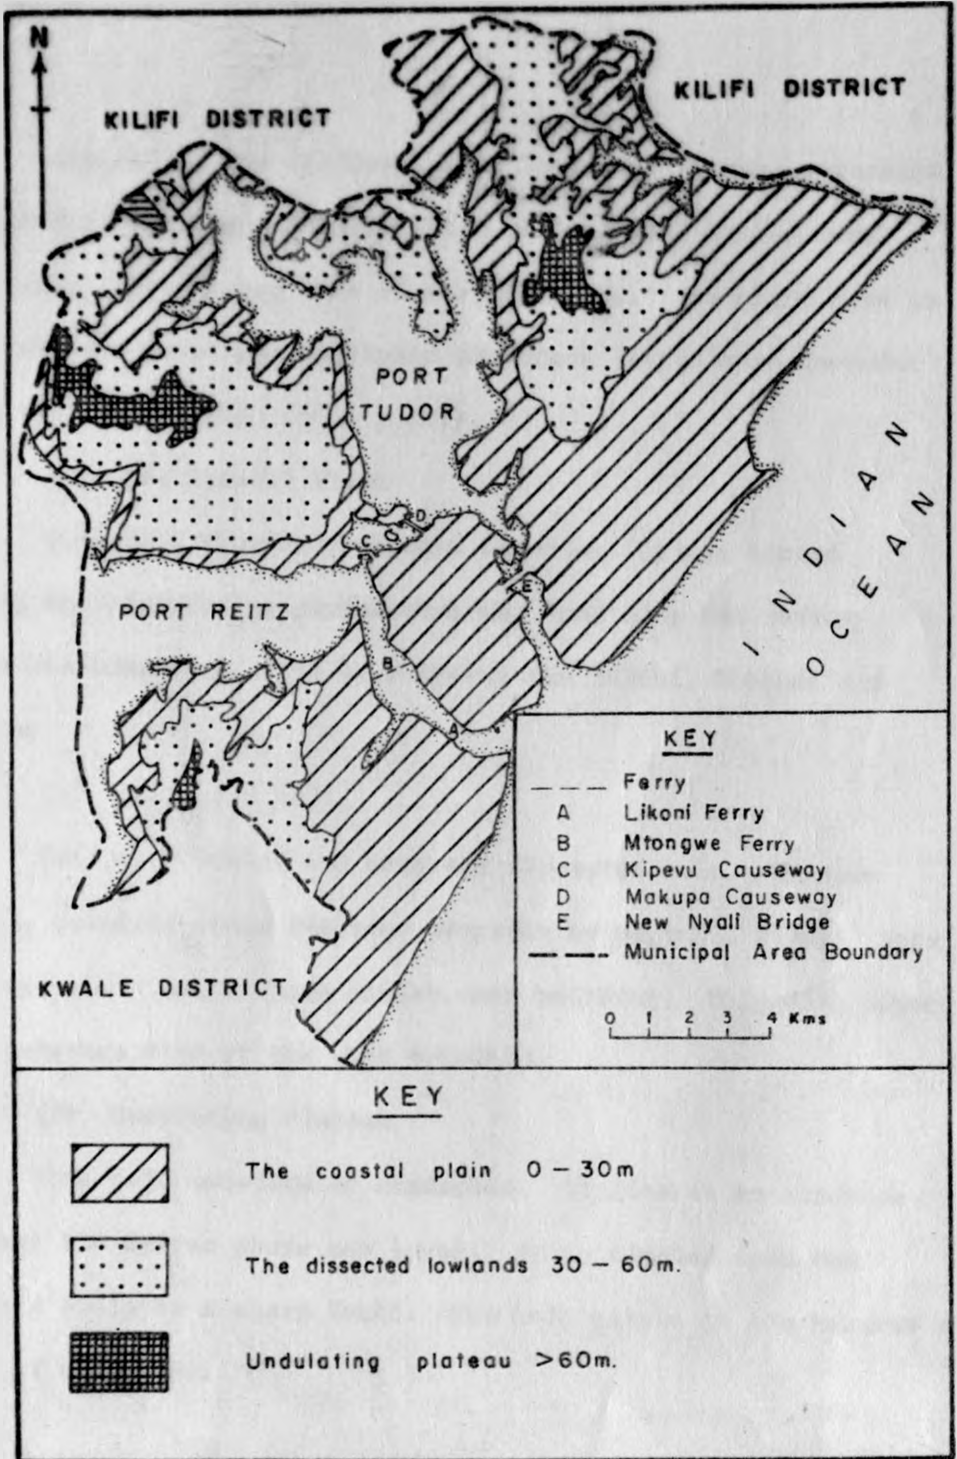 N
KILIFI DISTRICT
KILIFI DISTRICT
PORT
TUDOR
D
C
E
PORT REITZ
B
A
INDIAN
OCEAN
KWALE DISTRICT
KEY
Ferry
A Likoni Ferry
B Mtongwe Ferry
C Kipevu Causeway
D Makupa Causeway
E New Nyali Bridge
Municipal Area Boundary
0 1 2 3 4 Kms
KEY
The coastal plain 0 – 30m
The dissected lowlands 30 – 60m.
Undulating plateau >60m.